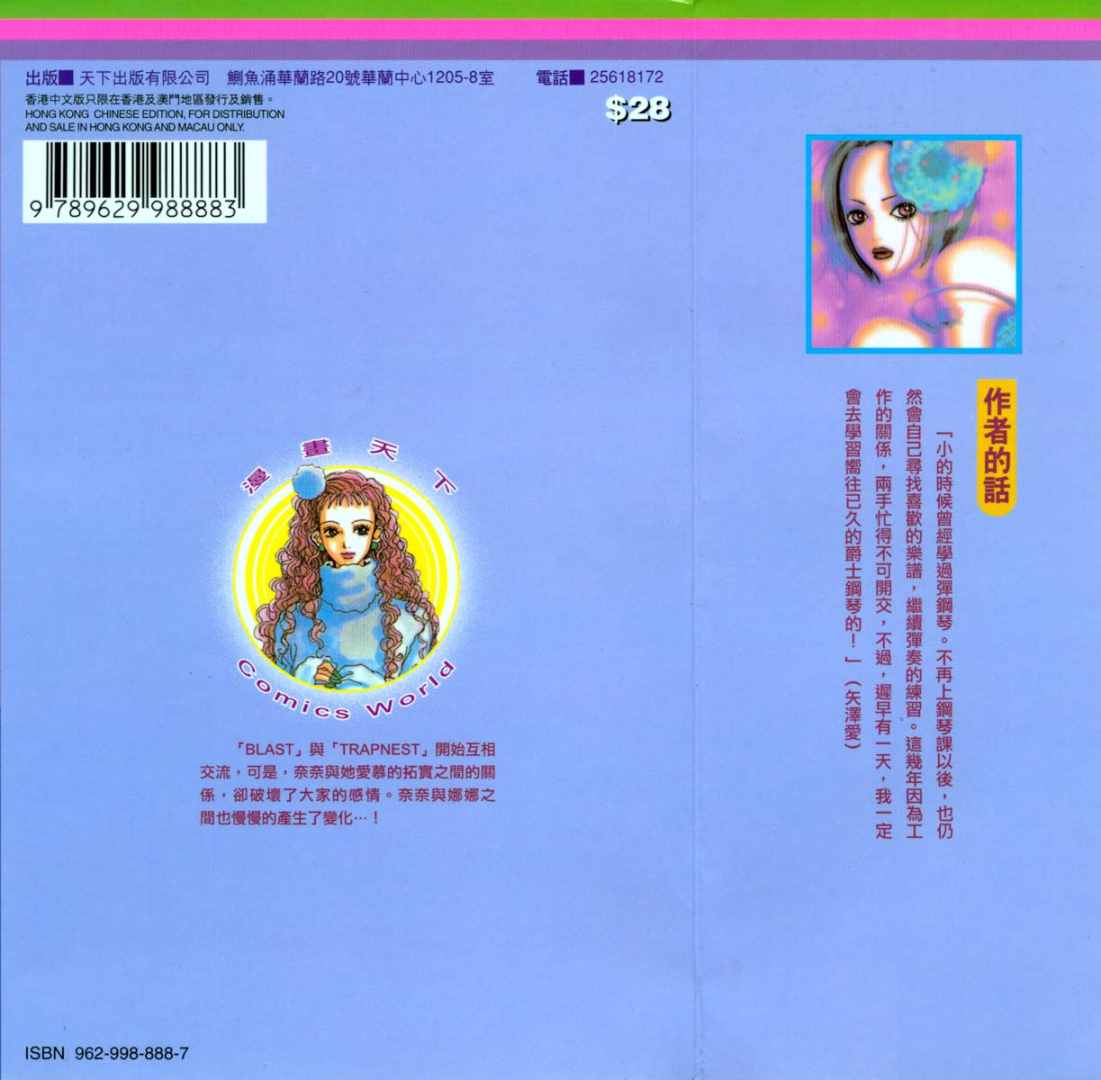 出版■天下出版有限公司 鰂魚涌華蘭路20號華蘭中心1205-8室 電話■25618172
香港中文版只限在香港及澳門地區發行及銷售。
HONG KONG CHINESE EDITION, FOR DISTRIBUTION
AND SALE IN HONG KONG AND MACAU ONLY.
$28
9 789629 988883
漫畫天下
Comics World
『BLAST』與『TRAPNEST』開始互相
交流，可是，奈奈與她愛慕的拓實之間的關
係，卻破壞了大家的感情。奈奈與娜娜之
間也慢慢的產生了變化…！
ISBN 962-998-888-7
作者的話
「小的時候曾經學過彈鋼琴。不再上鋼琴課以後，也仍
然會自己尋找喜歡的樂譜，繼續彈奏的練習。這幾年因為工
作的關係，兩手忙得不可開交，不過，遲早有一天，我一定
會去學習嚮往已久的爵士鋼琴的！」（矢澤愛）